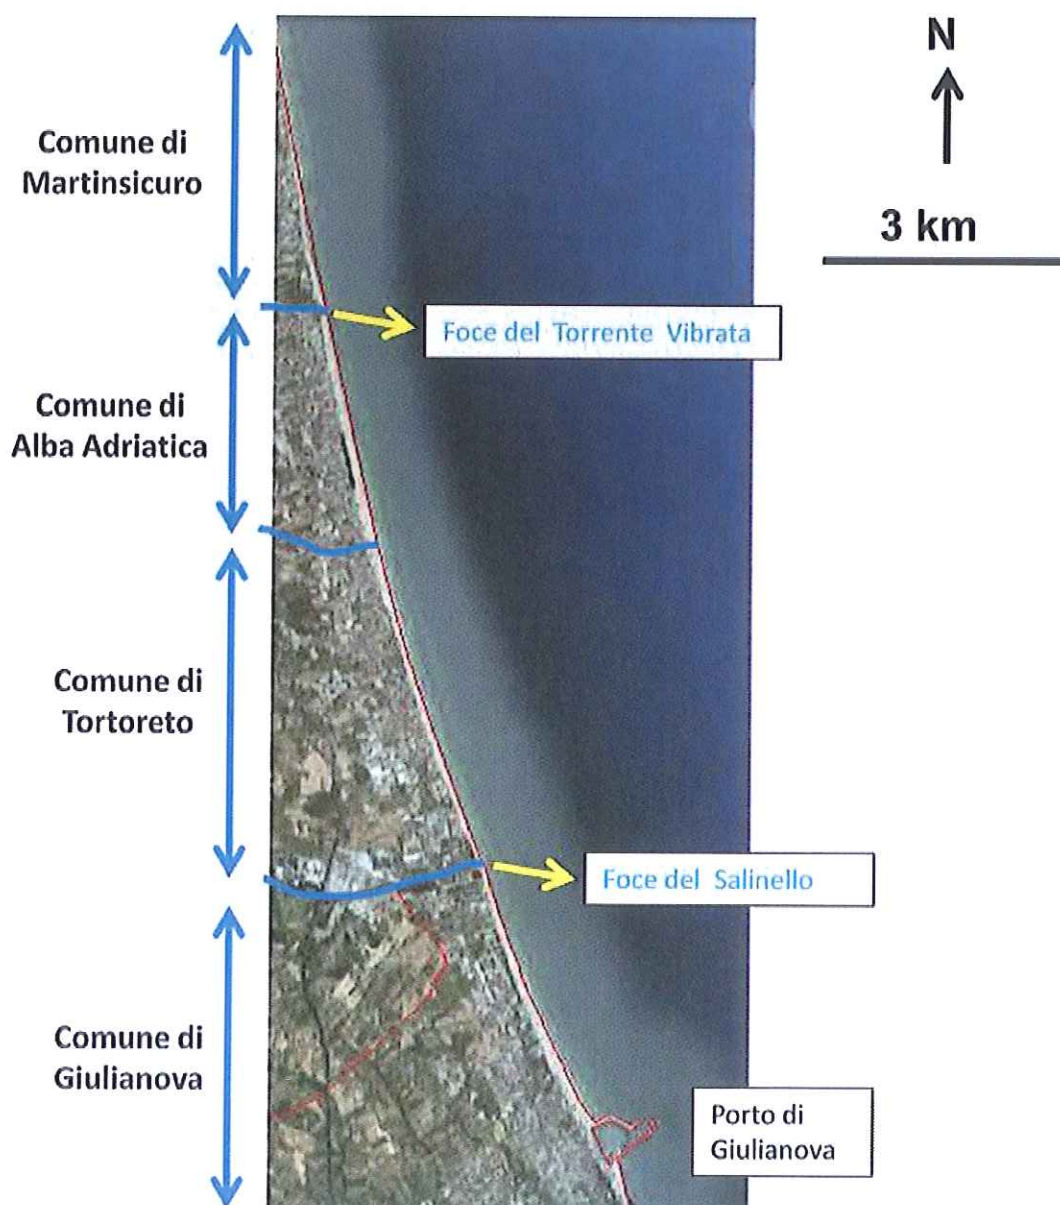 N
3 km
Comune di
Martinsicuro
Foce del Torrente Vibrata
Comune di
Alba Adriatica
Comune di
Tortoreto
Foce del Salinello
Comune di
Giulianova
Porto di
Giulianova